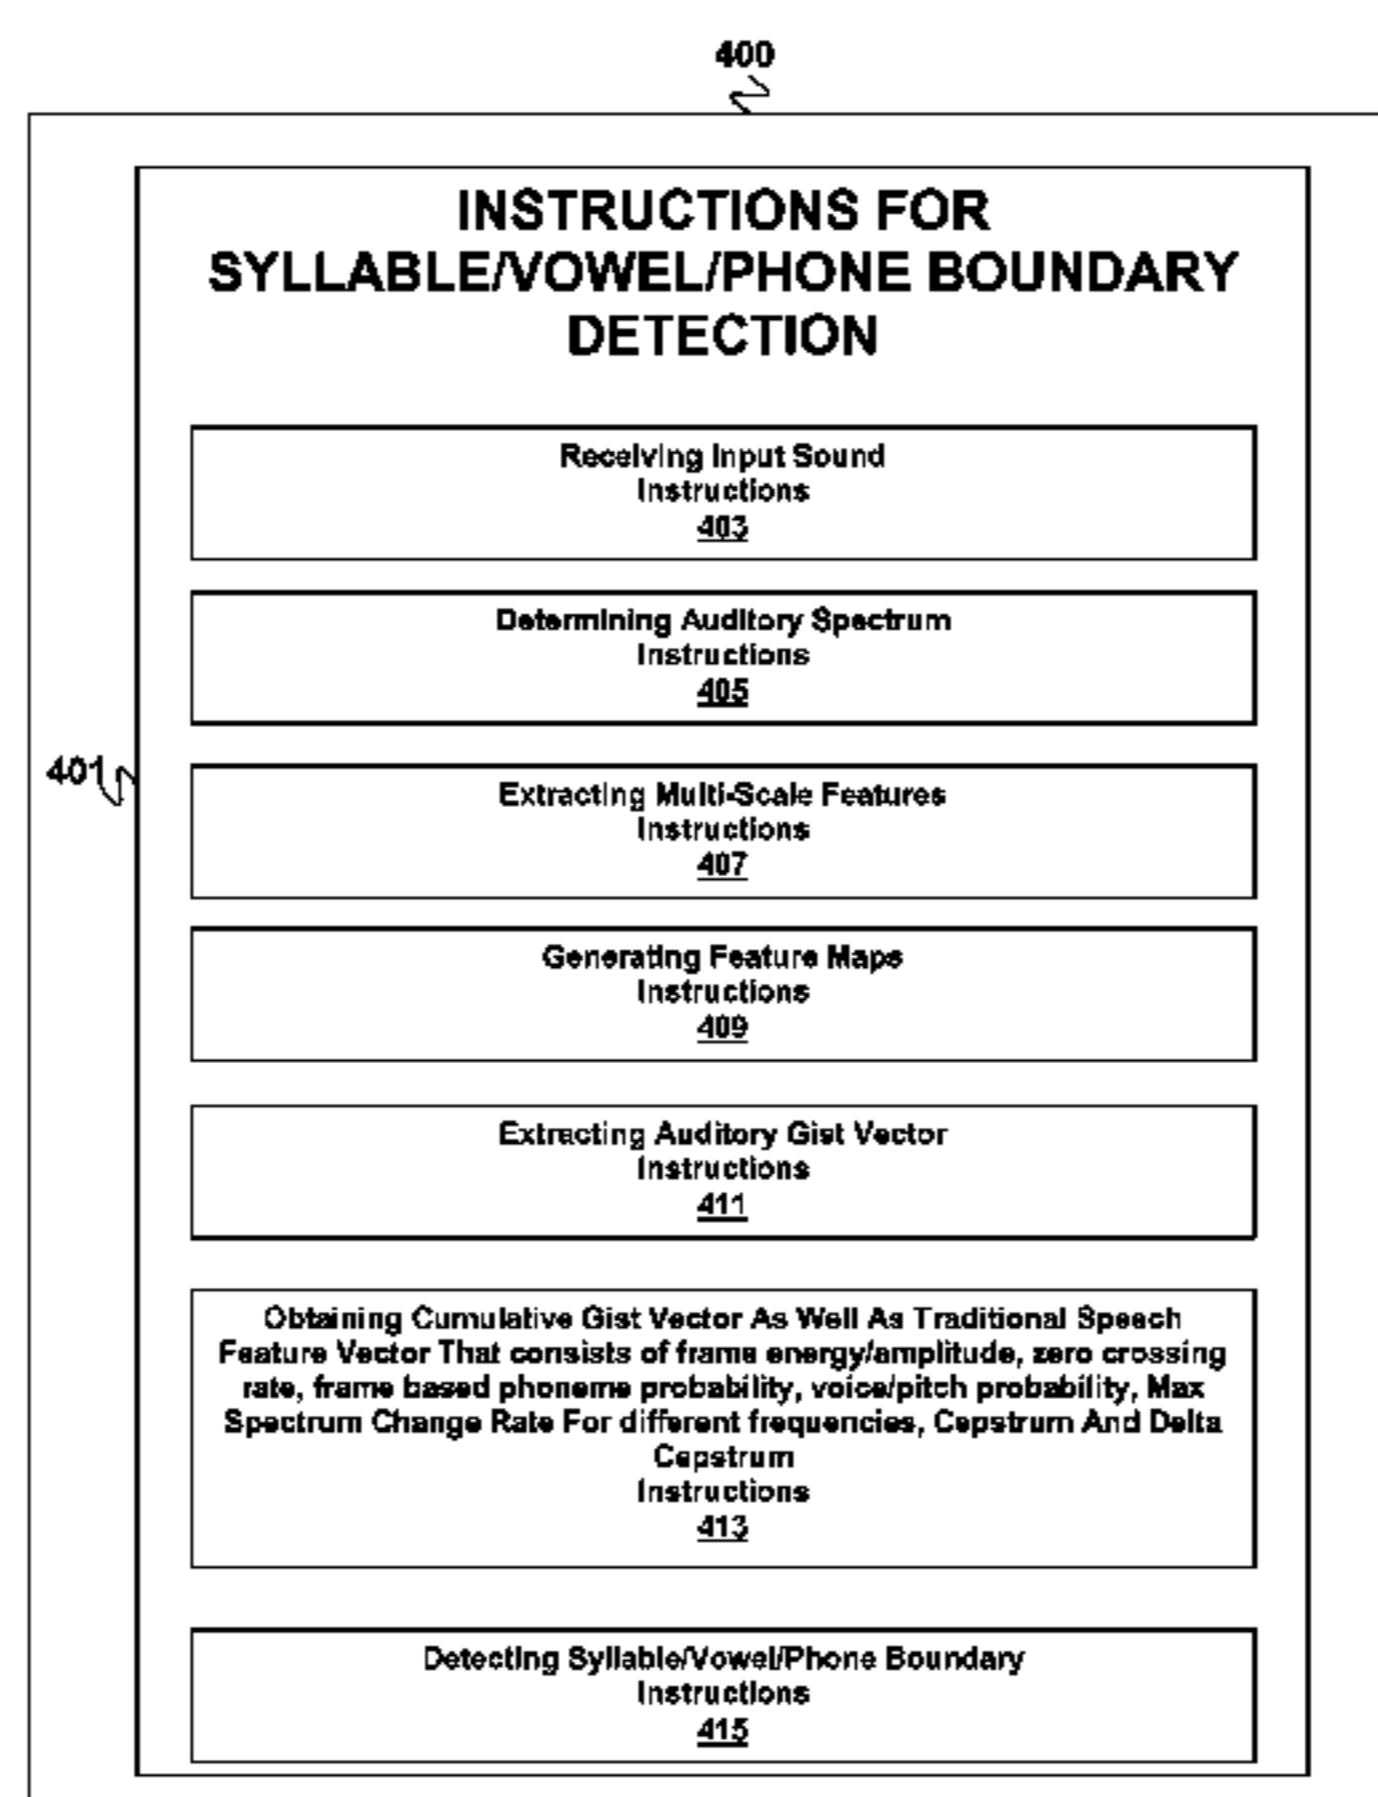 400
INSTRUCTIONS FOR
SYLLABLE/VOWEL/PHONE BOUNDARY
DETECTION
Receiving Input Sound
Instructions
403
Determining Auditory Spectrum
Instructions
405
401
Extracting Multi-Scale Features
Instructions
407
Generating Feature Maps
Instructions
409
Extracting Auditory Gist Vector
Instructions
411
Obtaining Cumulative Gist Vector As Well As Traditional Speech
Feature Vector That consists of frame energy/amplitude, zero crossing
rate, frame based phoneme probability, voice/pitch probability, Max
Spectrum Change Rate For different frequencies, Cepstrum And Delta
Cepstrum
Instructions
413
Detecting Syllable/Vowel/Phone Boundary
Instructions
415